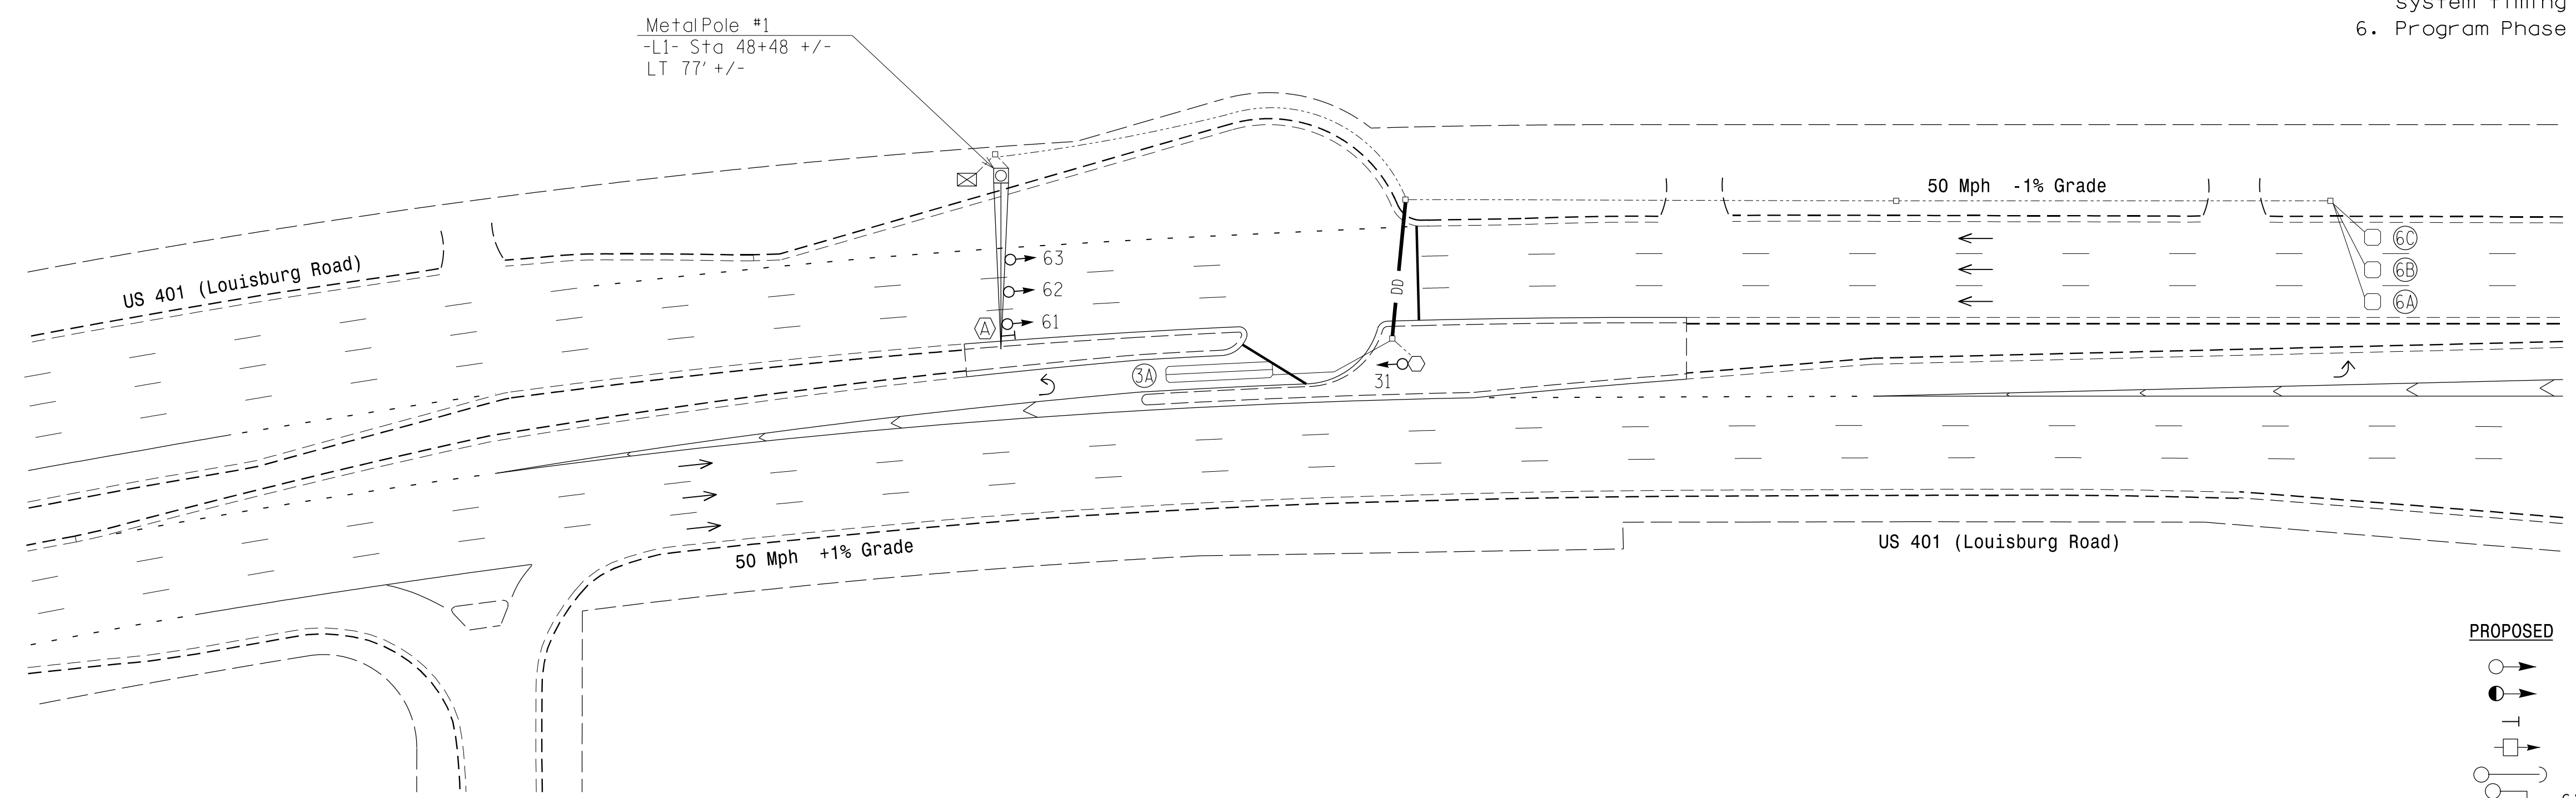 system timing
6. Program Phase
Metal Pole #1
-L1- Sta 48+48 +/-
LT 77' +/-
50 Mph -1% Grade
US 401 (Louisburg Road)
63
62
61
A
6C
6B
6A
DD
3A
31
50 Mph +1% Grade
US 401 (Louisburg Road)
PROPOSED